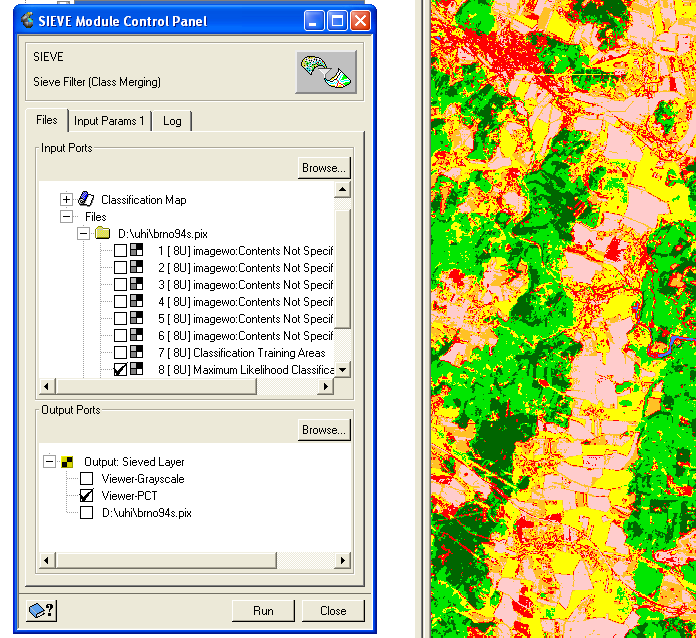 SIEVE Module Control Panel
SIEVE
Sieve Filter (Class Merging)
Files
Input Params 1
Log
Input Ports
Browse...
Classification Map
Files
D:\uhi\brno94s.pix
1 [ 8U] imagewo:Contents Not Specif
2 [ 8U] imagewo:Contents Not Specif
3 [ 8U] imagewo:Contents Not Specif
4 [ 8U] imagewo:Contents Not Specif
5 [ 8U] imagewo:Contents Not Specif
6 [ 8U] imagewo:Contents Not Specif
7 [ 8U] Classification Training Areas
8 [ 8U] Maximum Likelihood Classifica
Output Ports
Browse...
Output: Sieved Layer
Viewer-Grayscale
Viewer-PCT
D:\uhi\brno94s.pix
Run
Close